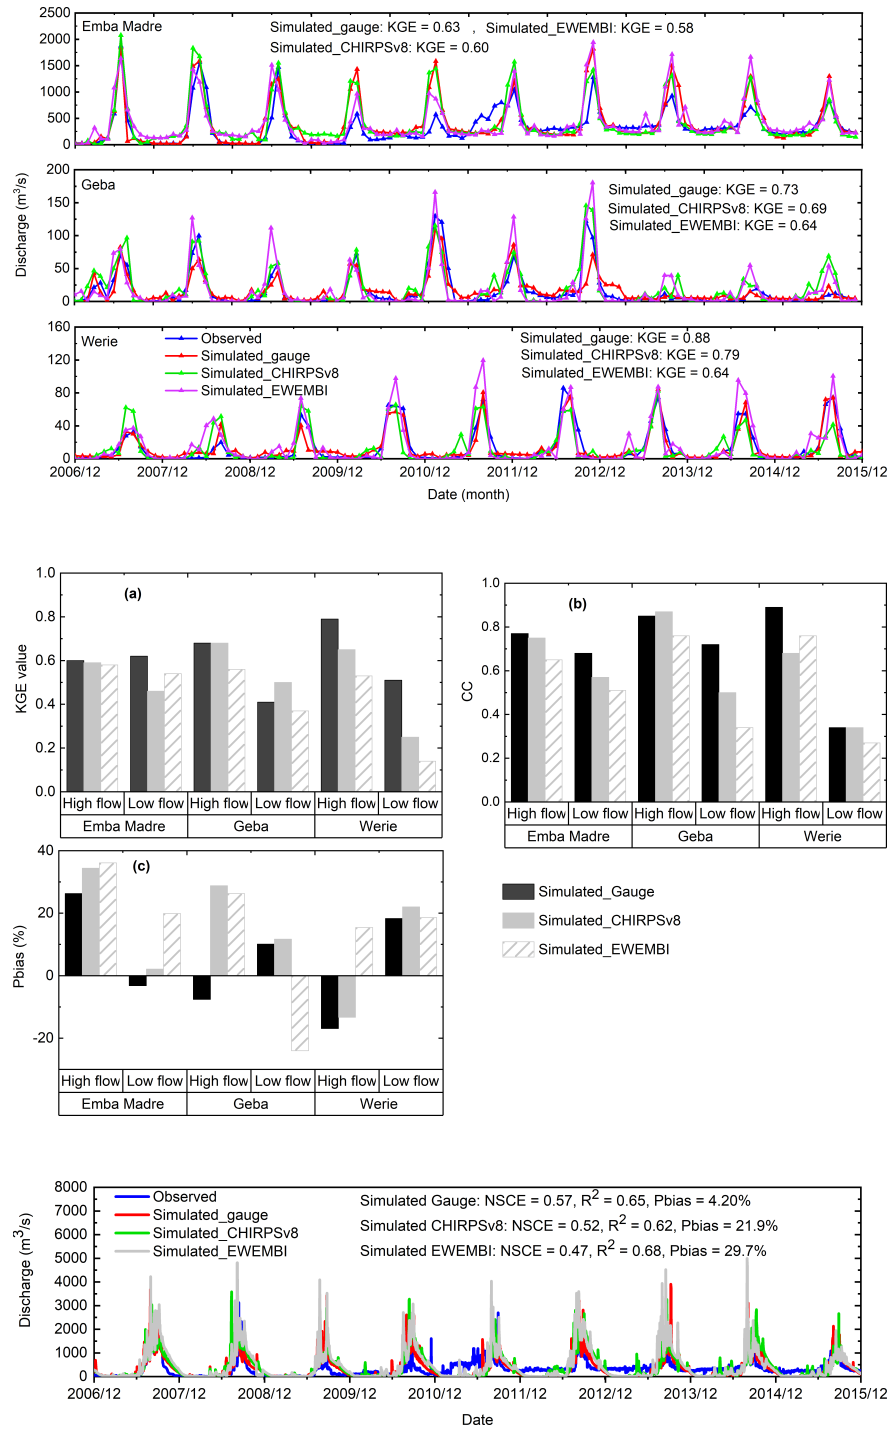 Emba Madre
Simulated_gauge: KGE = 0.63 , Simulated_EWEMBI: KGE = 0.58
Simulated_CHIRPSv8: KGE = 0.60
2500
2000
1500
1000
500
0
Geba
Simulated_gauge: KGE = 0.73
Simulated_CHIRPSv8: KGE = 0.69
Simulated_EWEMBI: KGE = 0.64
200
150
100
50
0
Discharge (m³/s)
Werie
Observed
Simulated_gauge
Simulated_CHIRPSv8
Simulated_EWEMBI
Simulated_gauge: KGE = 0.88
Simulated_CHIRPSv8: KGE = 0.79
Simulated_EWEMBI: KGE = 0.64
160
120
80
40
0
2006/12 2007/12 2008/12 2009/12 2010/12 2011/12 2012/12 2013/12 2014/12 2015/12
Date (month)
(a)
KGE value
1.0
0.8
0.6
0.4
0.2
0.0
High flow Low flow High flow Low flow High flow Low flow
Emba Madre Geba Werie
(b)
CC
1.0
0.8
0.6
0.4
0.2
0.0
High flow Low flow High flow Low flow High flow Low flow
Emba Madre Geba Werie
(c)
Pbias (%)
40
20
0
-20
High flow Low flow High flow Low flow High flow Low flow
Emba Madre Geba Werie
Simulated_Gauge
Simulated_CHIRPSv8
Simulated_EWEMBI
Observed
Simulated_gauge
Simulated_CHIRPSv8
Simulated_EWEMBI
Simulated Gauge: NSCE = 0.57, R² = 0.65, Pbias = 4.20%
Simulated CHIRPSv8: NSCE = 0.52, R² = 0.62, Pbias = 21.9%
Simulated EWEMBI: NSCE = 0.47, R² = 0.68, Pbias = 29.7%
Discharge (m³/s)
8000
7000
6000
5000
4000
3000
2000
1000
0
2006/12 2007/12 2008/12 2009/12 2010/12 2011/12 2012/12 2013/12 2014/12 2015/12
Date